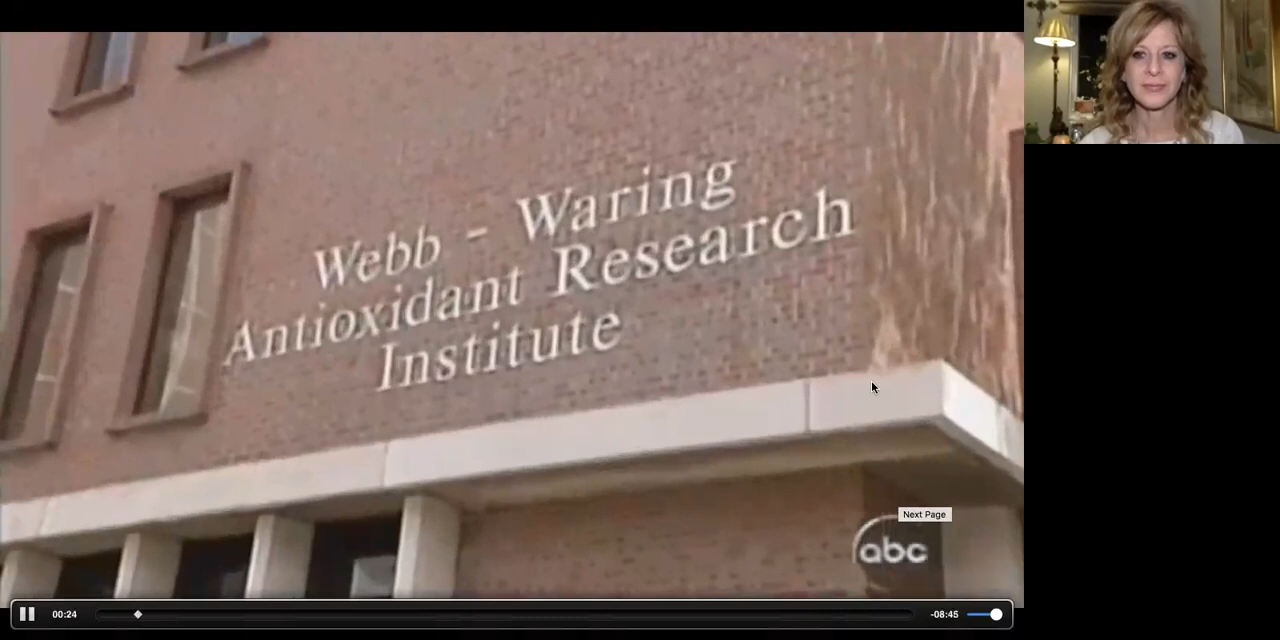 Webb - Waring
Antioxidant Research
Institute
Next Page
abc
00:24
-08:45